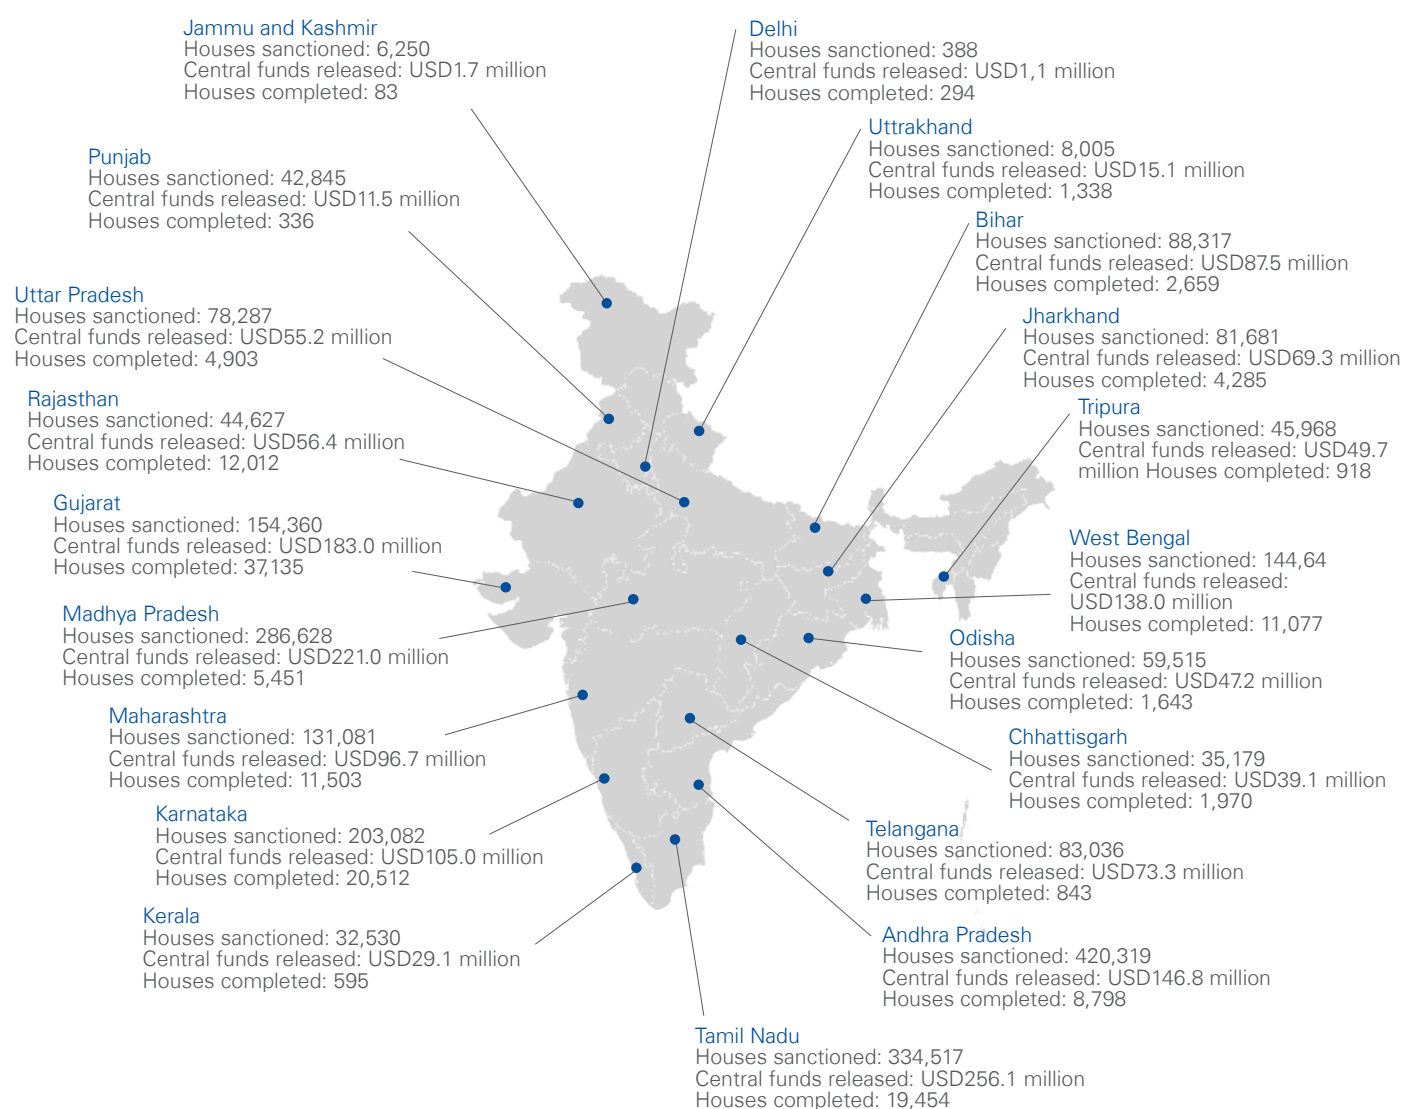 Jammu and Kashmir
Houses sanctioned: 6,250
Central funds released: USD1.7 million
Houses completed: 83
Delhi
Houses sanctioned: 388
Central funds released: USD1,1 million
Houses completed: 294
Uttrakhand
Houses sanctioned: 8,005
Central funds released: USD15.1 million
Houses completed: 1,338
Punjab
Houses sanctioned: 42,845
Central funds released: USD11.5 million
Houses completed: 336
Bihar
Houses sanctioned: 88,317
Central funds released: USD87.5 million
Houses completed: 2,659
Uttar Pradesh
Houses sanctioned: 78,287
Central funds released: USD55.2 million
Houses completed: 4,903
Jharkhand
Houses sanctioned: 81,681
Central funds released: USD69.3 million
Houses completed: 4,285
Rajasthan
Houses sanctioned: 44,627
Central funds released: USD56.4 million
Houses completed: 12,012
Tripura
Houses sanctioned: 45,968
Central funds released: USD49.7
million Houses completed: 918
Gujarat
Houses sanctioned: 154,360
Central funds released: USD183.0 million
Houses completed: 37,135
West Bengal
Houses sanctioned: 144,64
Central funds released:
USD138.0 million
Houses completed: 11,077
Madhya Pradesh
Houses sanctioned: 286,628
Central funds released: USD221.0 million
Houses completed: 5,451
Odisha
Houses sanctioned: 59,515
Central funds released: USD47.2 million
Houses completed: 1,643
Maharashtra
Houses sanctioned: 131,081
Central funds released: USD96.7 million
Houses completed: 11,503
Chhattisgarh
Houses sanctioned: 35,179
Central funds released: USD39.1 million
Houses completed: 1,970
Karnataka
Houses sanctioned: 203,082
Central funds released: USD105.0 million
Houses completed: 20,512
Telangana
Houses sanctioned: 83,036
Central funds released: USD73.3 million
Houses completed: 843
Kerala
Houses sanctioned: 32,530
Central funds released: USD29.1 million
Houses completed: 595
Andhra Pradesh
Houses sanctioned: 420,319
Central funds released: USD146.8 million
Houses completed: 8,798
Tamil Nadu
Houses sanctioned: 334,517
Central funds released: USD256.1 million
Houses completed: 19,454